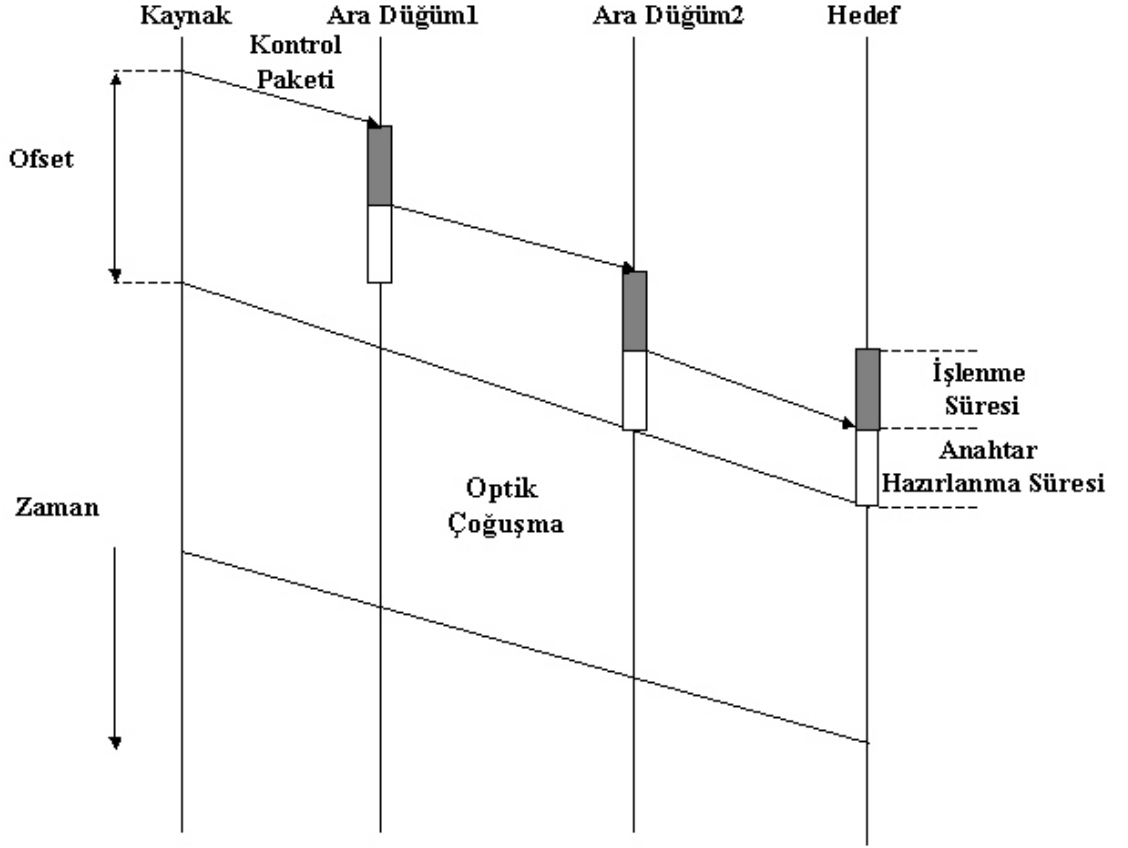 Kaynak
Ara Düğüm1
Ara Düğüm2
Hedef
Kontrol
Paketi
Ofset
İşlenme
Süresi
Anahtar
Hazırlanma Süresi
Optik
Çoğuşma
Zaman